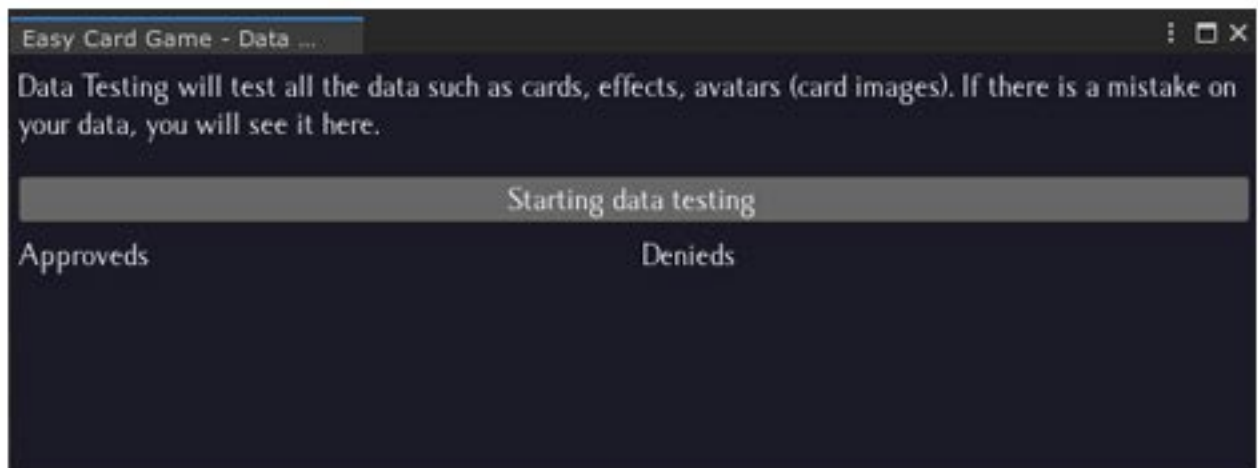 Easy Card Game - Data ...
Data Testing will test all the data such as cards, effects, avatars (card images). If there is a mistake on
your data, you will see it here.
Starting data testing
Approveds
Denieds